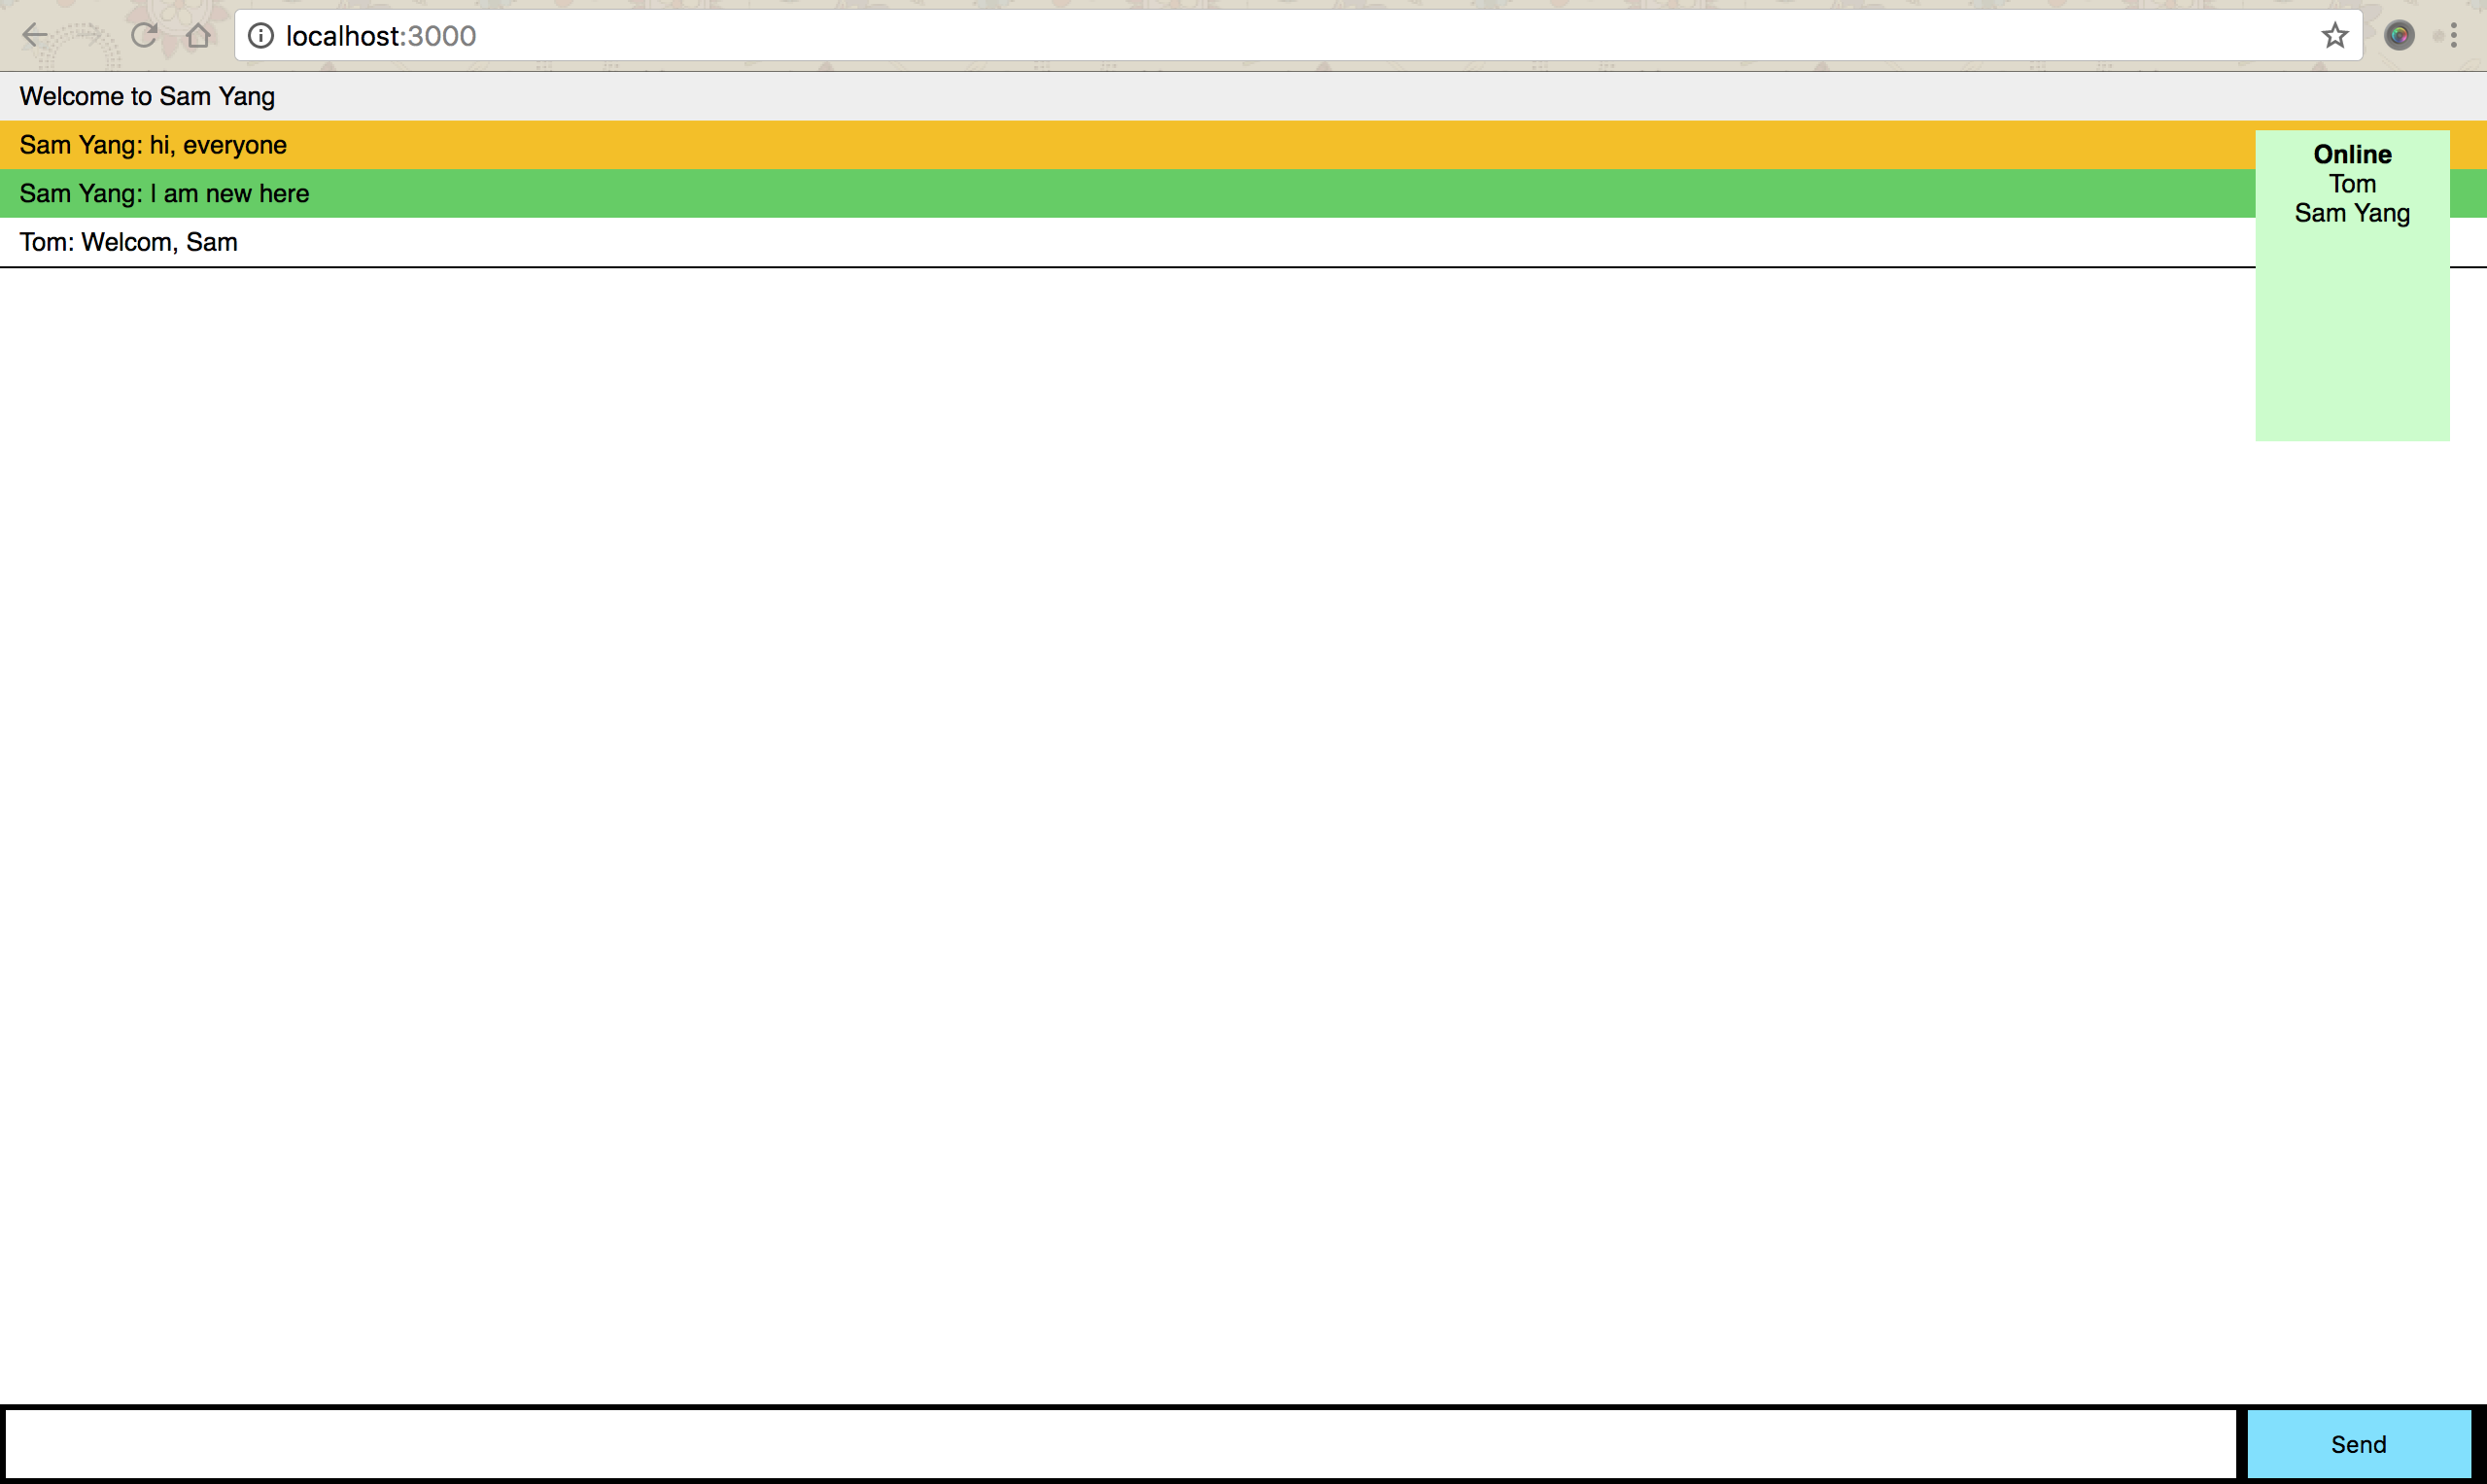 localhost:3000
Welcome to Sam Yang
Sam Yang: hi, everyone
Sam Yang: I am new here
Tom: Welcom, Sam
Online
Tom
Sam Yang
Send